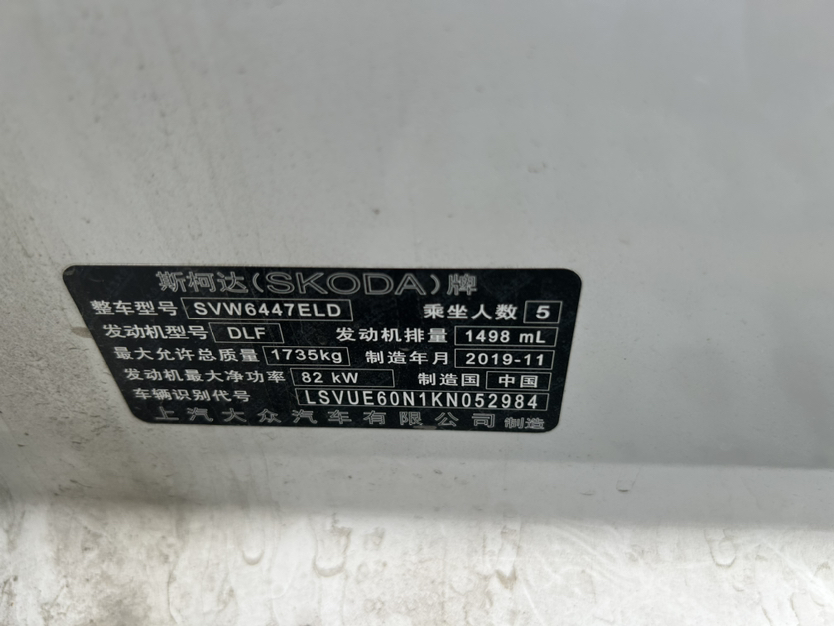 斯柯达(SKODA)牌
整车型号 SVW6447ELD 乘坐人数 5
发动机型号 DLF 发动机排量 1498 mL
最大允许总质量 1735kg 制造年月 2019-11
发动机最大净功率 82 kW 制造国 中国
车辆识别代号 LSVUE60N1KN052984
上汽大众汽车有限公司 制造